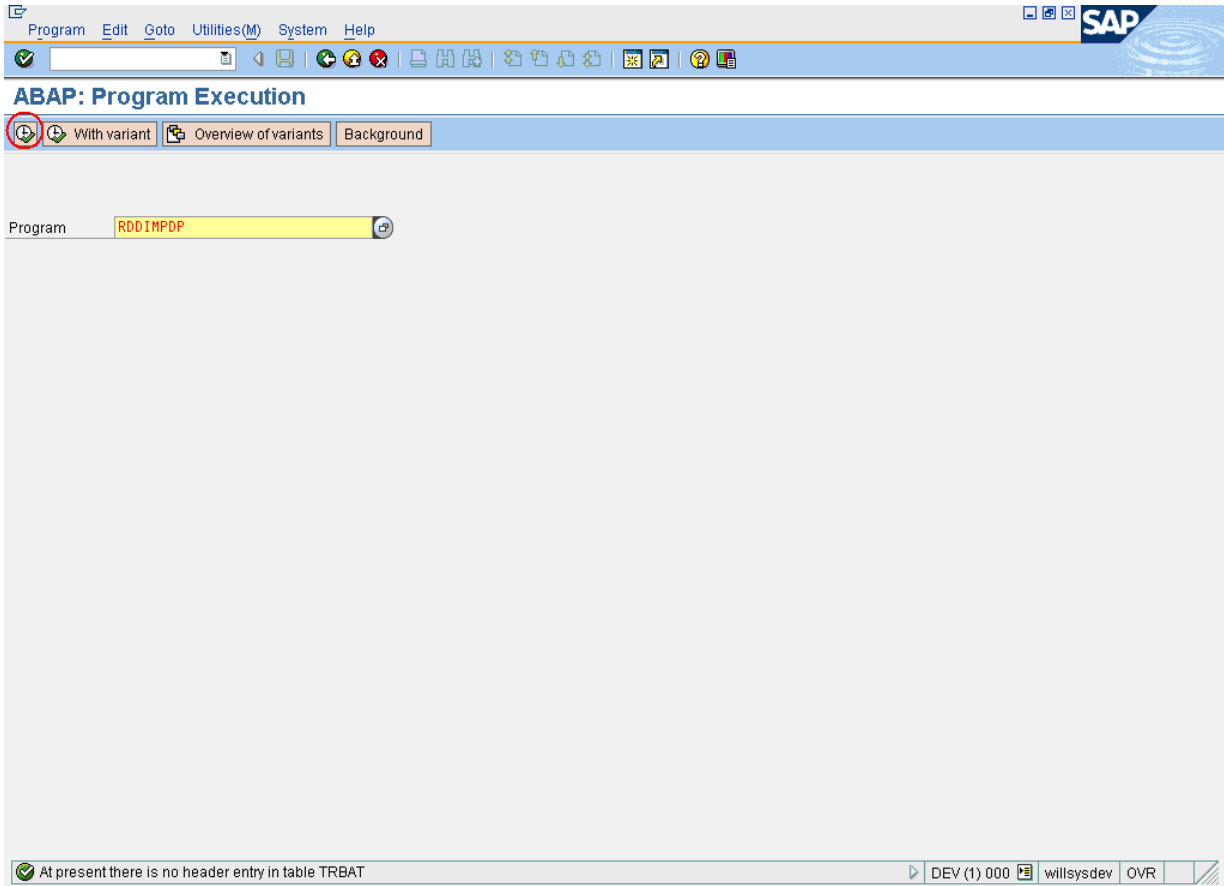 Program Edit Goto Utilities(M) System Help
SAP
ABAP: Program Execution
With variant Overview of variants Background
Program RDDIMPDP
At present there is no header entry in table TRBAT DEV (1) 000 willsysdev OVR